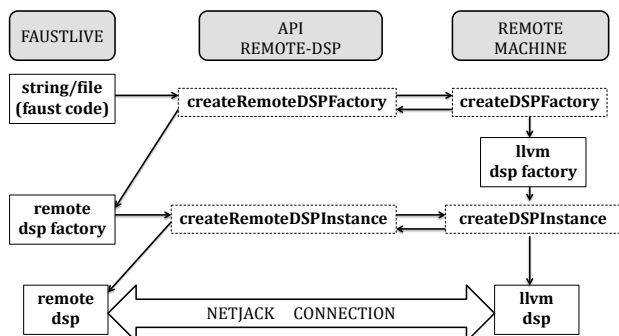 FAUSTLIVE
API
REMOTE-DSP
REMOTE
MACHINE
string/file
(faust code)
createRemoteDSPFactory
createDSPFactory
llvm
dsp factory
remote
dsp factory
createRemoteDSPInstance
createDSPInstance
remote
dsp
NETJACK CONNECTION
llvm
dsp